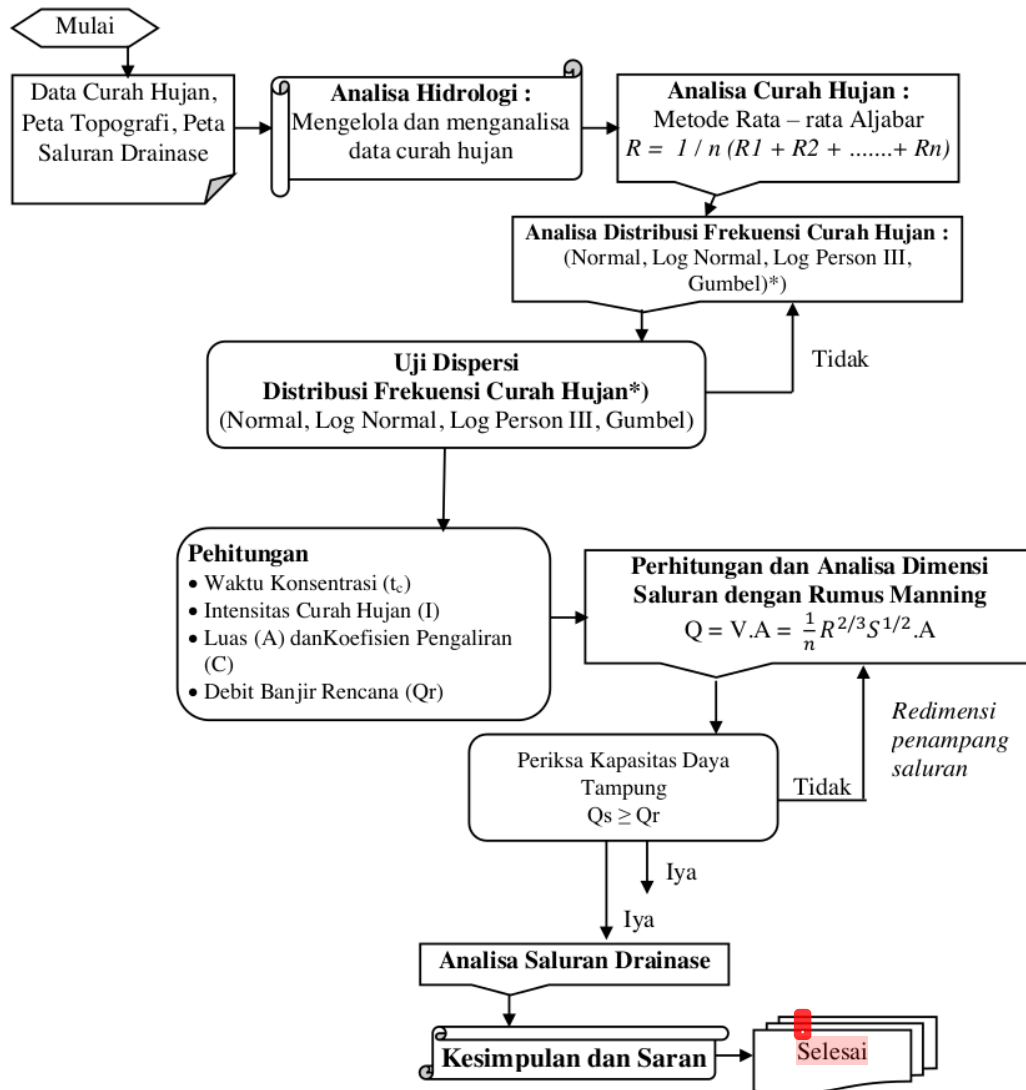 Mulai
Data Curah Hujan,
Peta Topografi, Peta
Saluran Drainase
Analisa Hidrologi :
Mengelola dan menganalisa
data curah hujan
Analisa Curah Hujan :
Metode Rata – rata Aljabar
R = 1 / n (R1 + R2 + .......+ Rn)
Analisa Distribusi Frekuensi Curah Hujan :
(Normal, Log Normal, Log Person III,
Gumbel)*)
Tidak
Uji Dispersi
Distribusi Frekuensi Curah Hujan*)
(Normal, Log Normal, Log Person III, Gumbel)
Pehitungan
• Waktu Konsentrasi (tc)
• Intensitas Curah Hujan (I)
• Luas (A) danKoefisien Pengaliran
(C)
• Debit Banjir Rencana (Qr)
Perhitungan dan Analisa Dimensi
Saluran dengan Rumus Manning
Q = V.A = 1/n R^2/3 S^1/2 .A
Redimensi
penampang
saluran
Periksa Kapasitas Daya
Tampung
Qs ≥ Qr
Tidak
Iya
Iya
Analisa Saluran Drainase
Kesimpulan dan Saran
Selesai